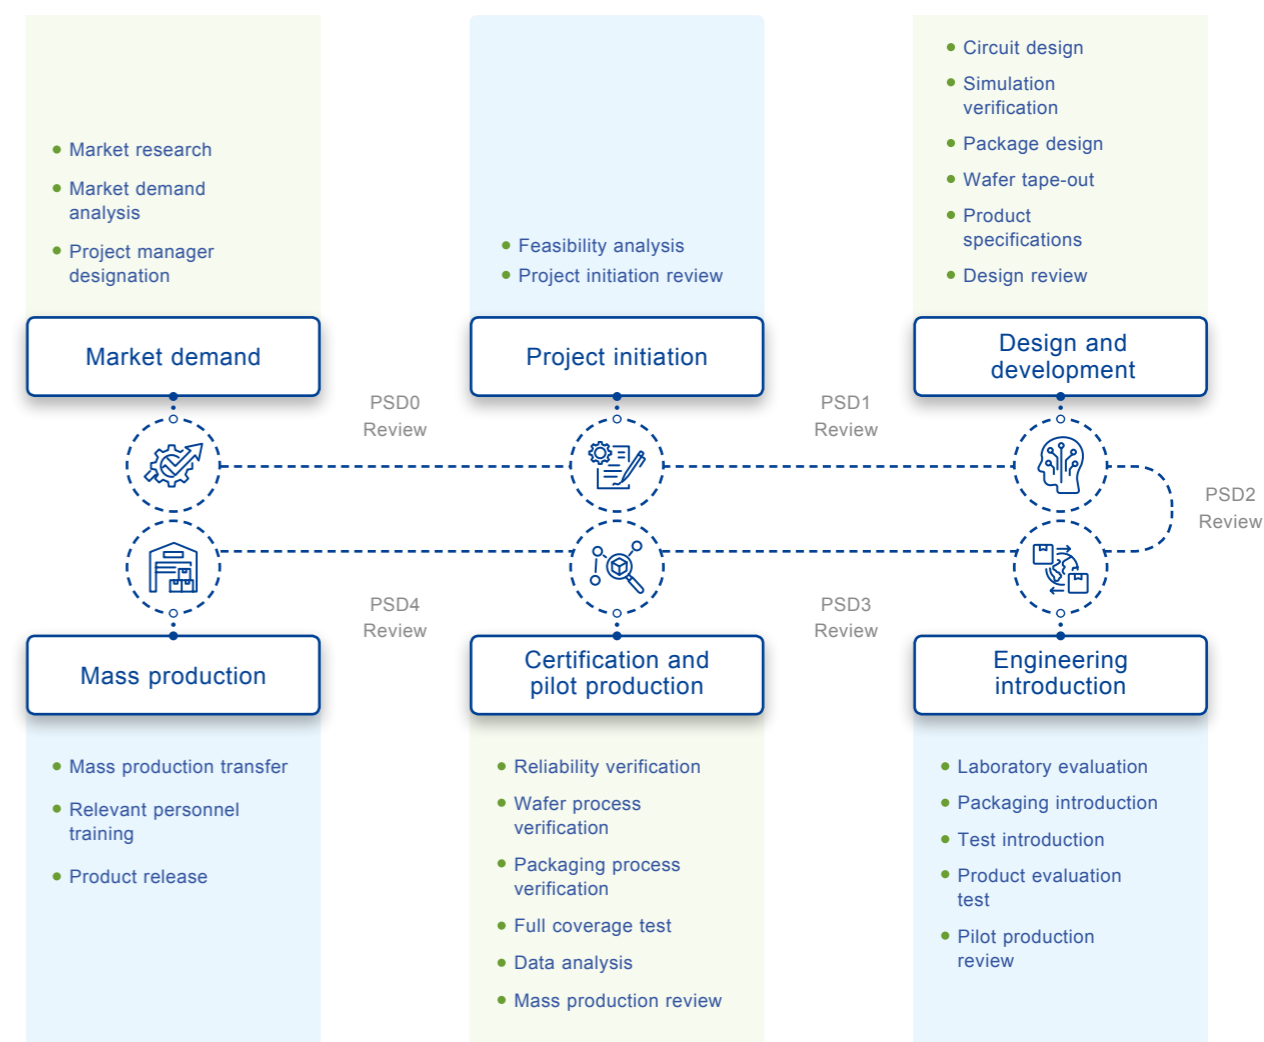 Market research
Market demand
analysis
Project manager
designation
Market demand
PSD0
Review
Feasibility analysis
Project initiation review
Project initiation
PSD1
Review
Circuit design
Simulation
verification
Package design
Wafer tape-out
Product
specifications
Design review
Design and
development
PSD2
Review
Engineering
introduction
Laboratory evaluation
Packaging introduction
Test introduction
Product evaluation
test
Pilot production
review
PSD3
Review
Certification and
pilot production
Reliability verification
Wafer process
verification
Packaging process
verification
Full coverage test
Data analysis
Mass production review
PSD4
Review
Mass production
Mass production transfer
Relevant personnel
training
Product release